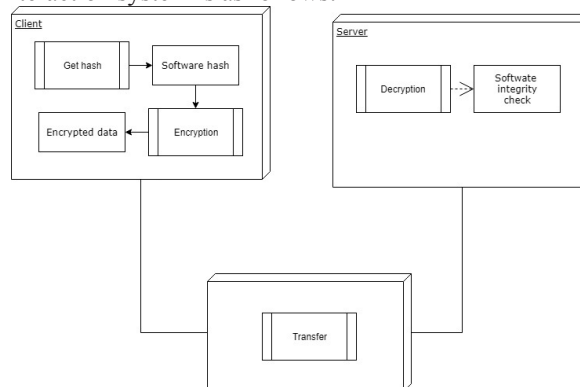 Client
Get hash
Software hash
Encrypted data
Encryption
Server
Decryption
Softwate
integrity
check
Transfer